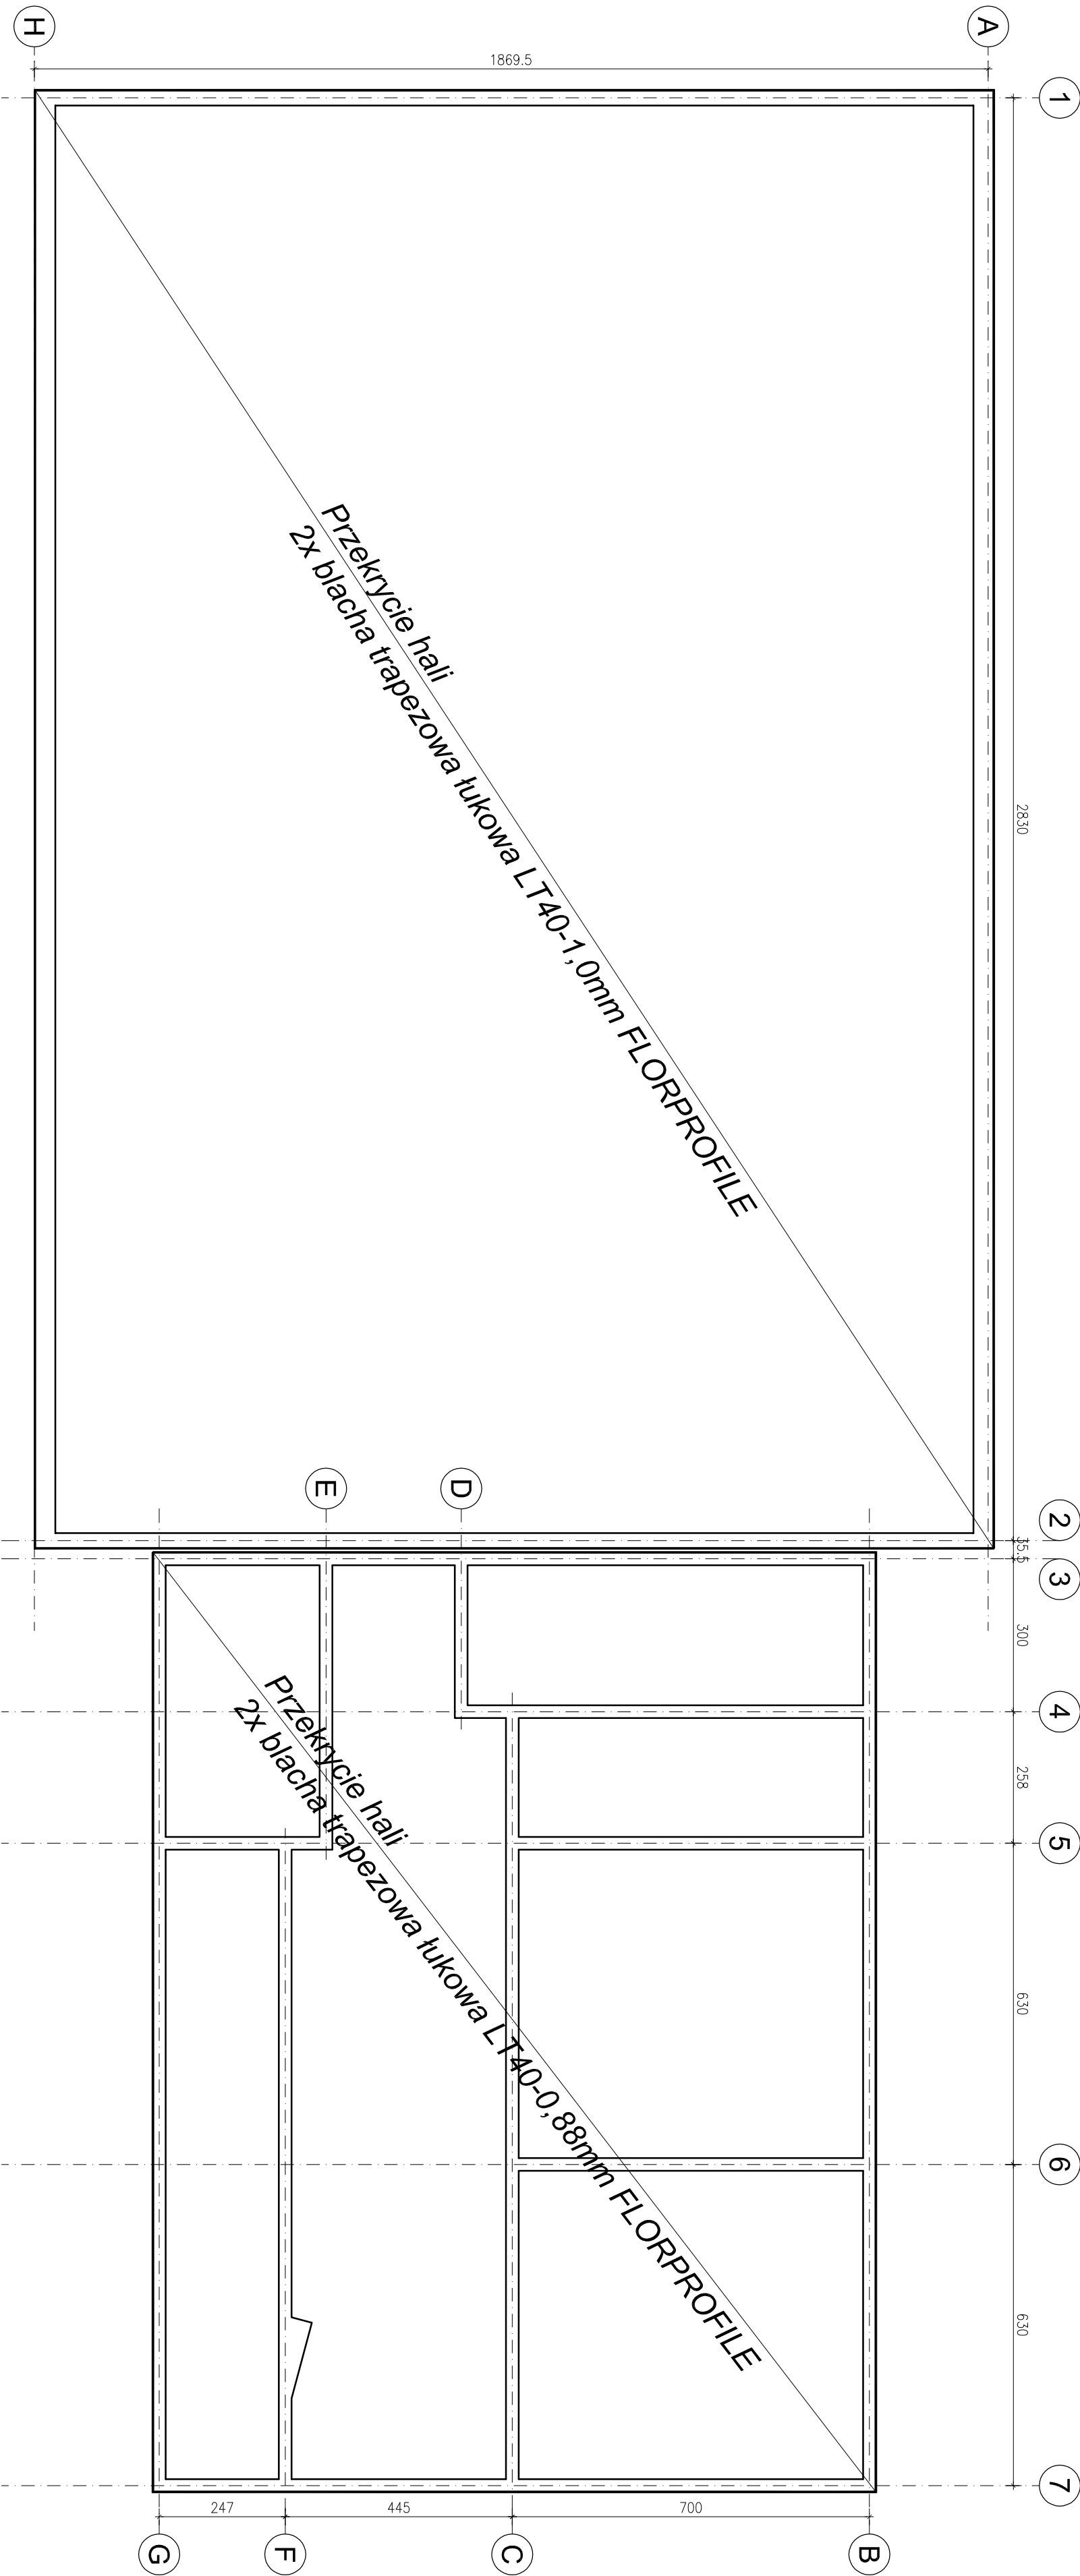 H
A
1869.5
1
2830
Przekrycie hali
2x blacha trapezowa łukowa LT40-1,0mm FLORPROFILE
E
D
2
35.5
3
300
4
258
5
630
6
630
7
Przekrycie hali
2x blacha trapezowa łukowa LT40-0,88mm FLORPROFILE
247
445
700
G
F
C
B